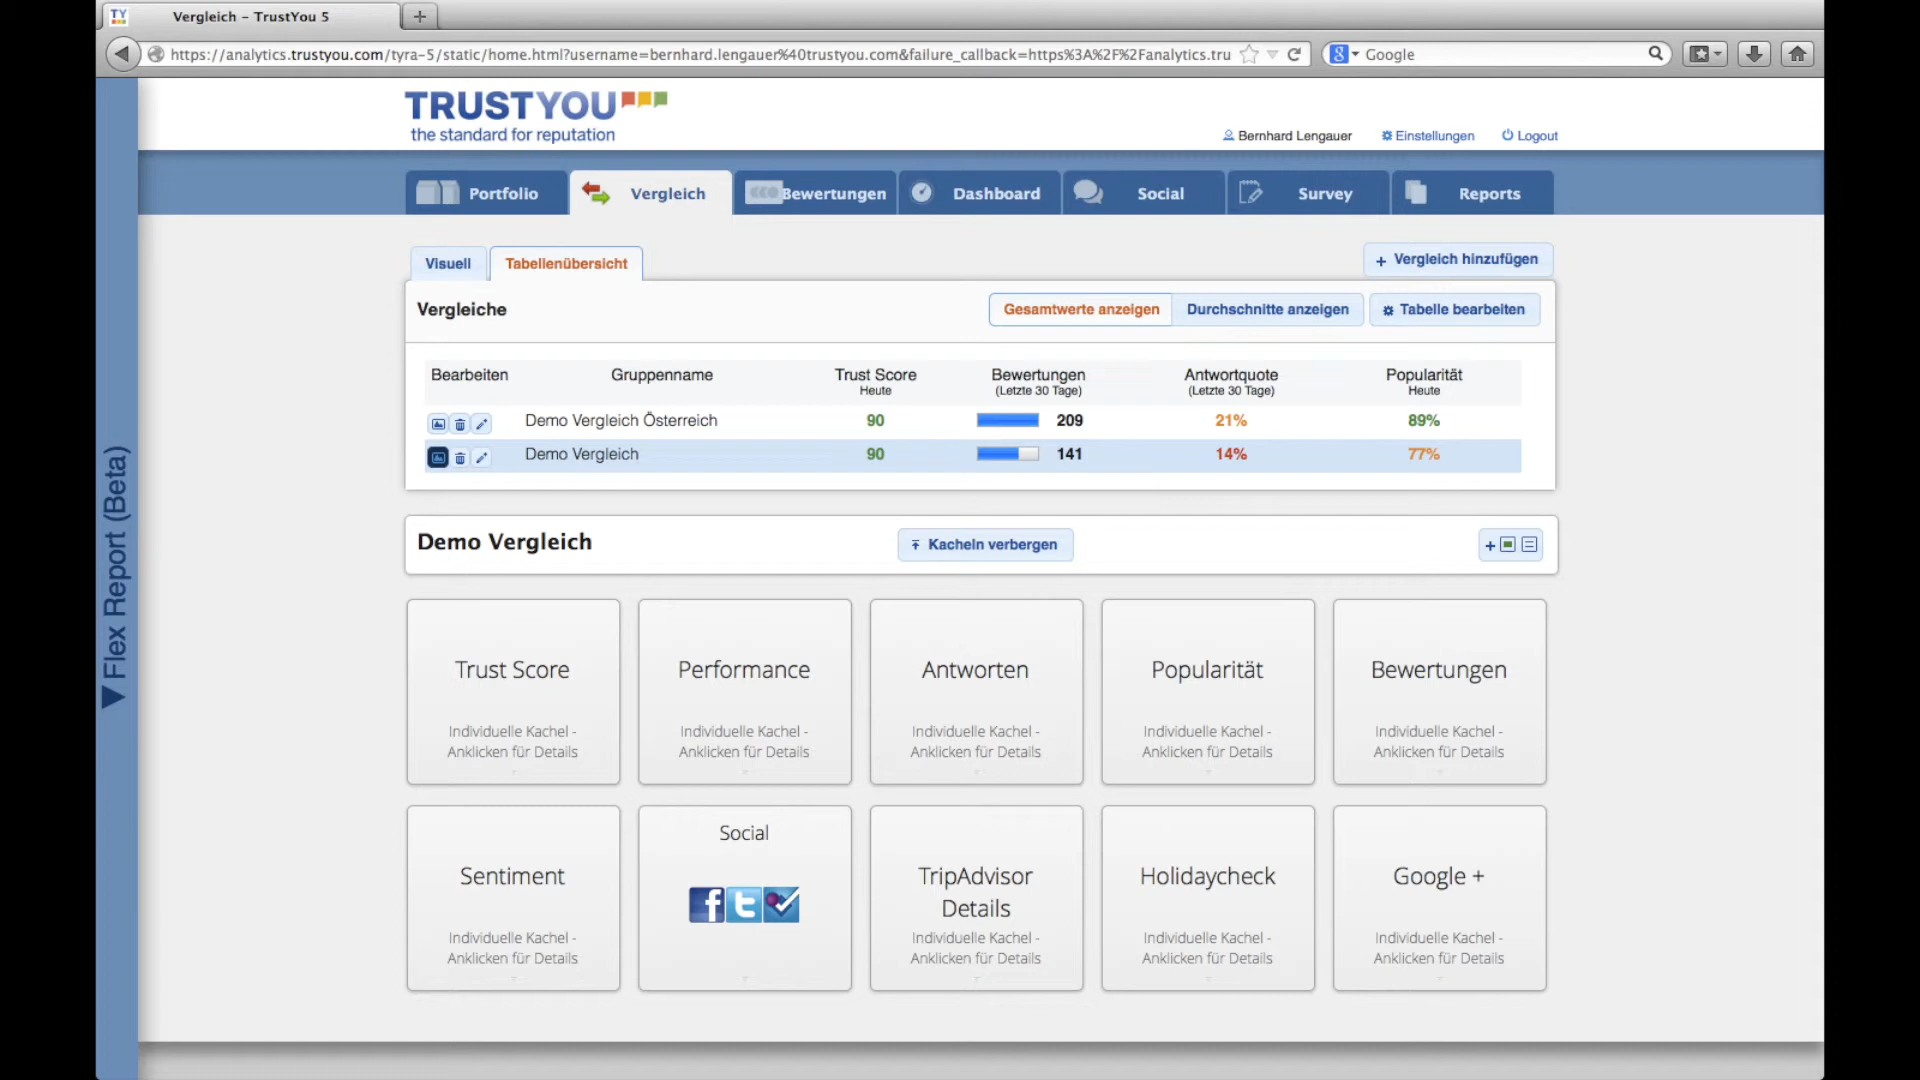 TY Vergleich – TrustYou 5 +
https://analytics.trustyou.com/tyra-5/static/home.html?username=bernhard.lengauer%40trustyou.com&failure_callback=https%3A%2F%2Fanalytics.tru
Google
TRUSTYOU
the standard for reputation
Bernhard Lengauer Einstellungen Logout
Portfolio Vergleich Bewertungen Dashboard Social Survey Reports
Visuell Tabellenübersicht + Vergleich hinzufügen
Vergleiche Gesamtwerte anzeigen Durchschnitte anzeigen Tabelle bearbeiten
Bearbeiten Gruppenname Trust Score Bewertungen Antwortquote Popularität
Heute (Letzte 30 Tage) (Letzte 30 Tage) Heute
Demo Vergleich Österreich 90 209 21% 89%
Demo Vergleich 90 141 14% 77%
Flex Report (Beta)
Demo Vergleich Kacheln verbergen +
Trust Score Performance Antworten Popularität Bewertungen
Individuelle Kachel - Individuelle Kachel - Individuelle Kachel - Individuelle Kachel - Individuelle Kachel -
Anklicken für Details Anklicken für Details Anklicken für Details Anklicken für Details Anklicken für Details
Social
Sentiment TripAdvisor Holidaycheck Google +
Details
Individuelle Kachel - Individuelle Kachel - Individuelle Kachel - Individuelle Kachel -
Anklicken für Details Anklicken für Details Anklicken für Details Anklicken für Details